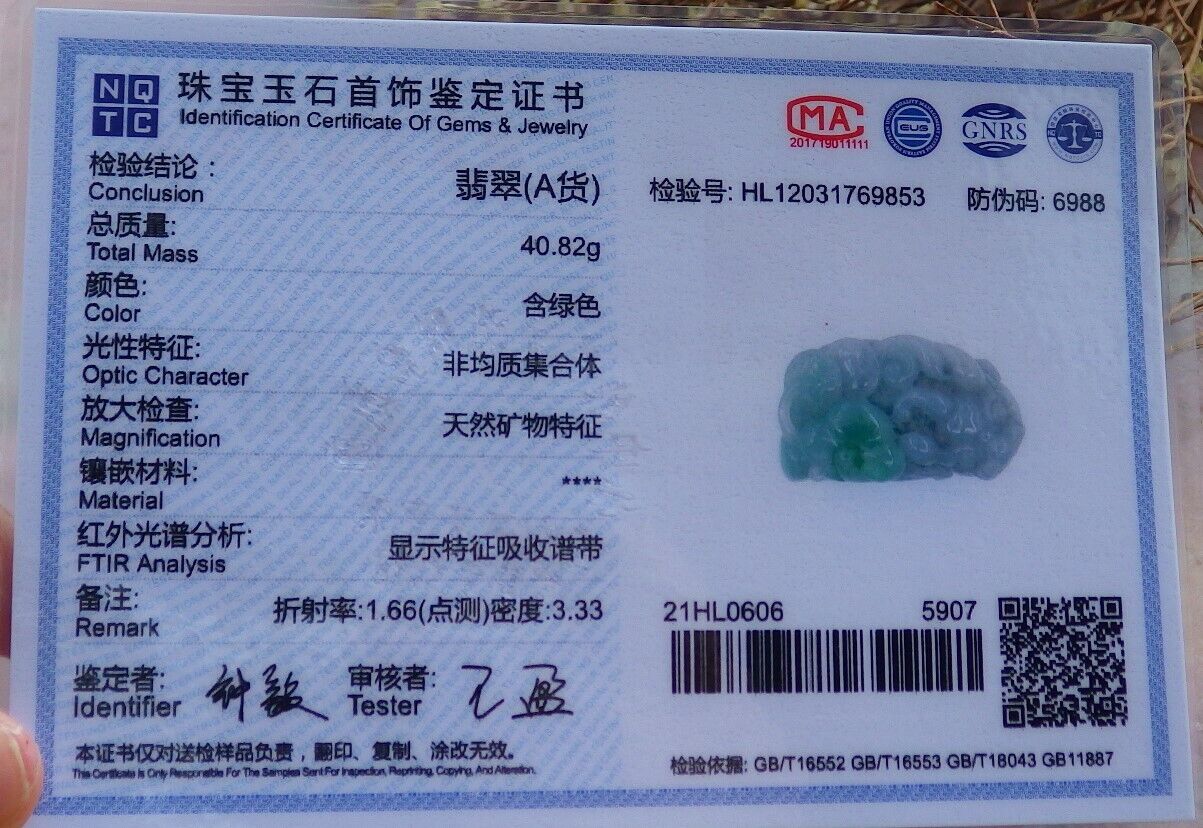 NQ
TC
珠宝玉石首饰鉴定证书
Identification Certificate Of Gems & Jewelry
检验结论：
Conclusion
翡翠(A货)
总质量:
Total Mass
40.82g
颜色:
Color
含绿色
光性特征:
Optic Character
非均质集合体
放大检查:
Magnification
天然矿物特征
镶嵌材料:
Material
****
红外光谱分析:
FTIR Analysis
显示特征吸收谱带
备注:
Remark
折射率:1.66(点测)密度:3.33
鉴定者:
Identifier
审核者:
Tester
本证书仅对送检样品负责，翻印、复制、涂改无效。
This Certificate Is Only Responsible For The Samples Sent For Inspection, Reprinting, Copying, And Alteration.
MA
201719011111
EUG
GNRS
检验号: HL12031769853 防伪码: 6988
21HL0606 5907
检验依据: GB/T16552 GB/T16553 GB/T18043 GB11887